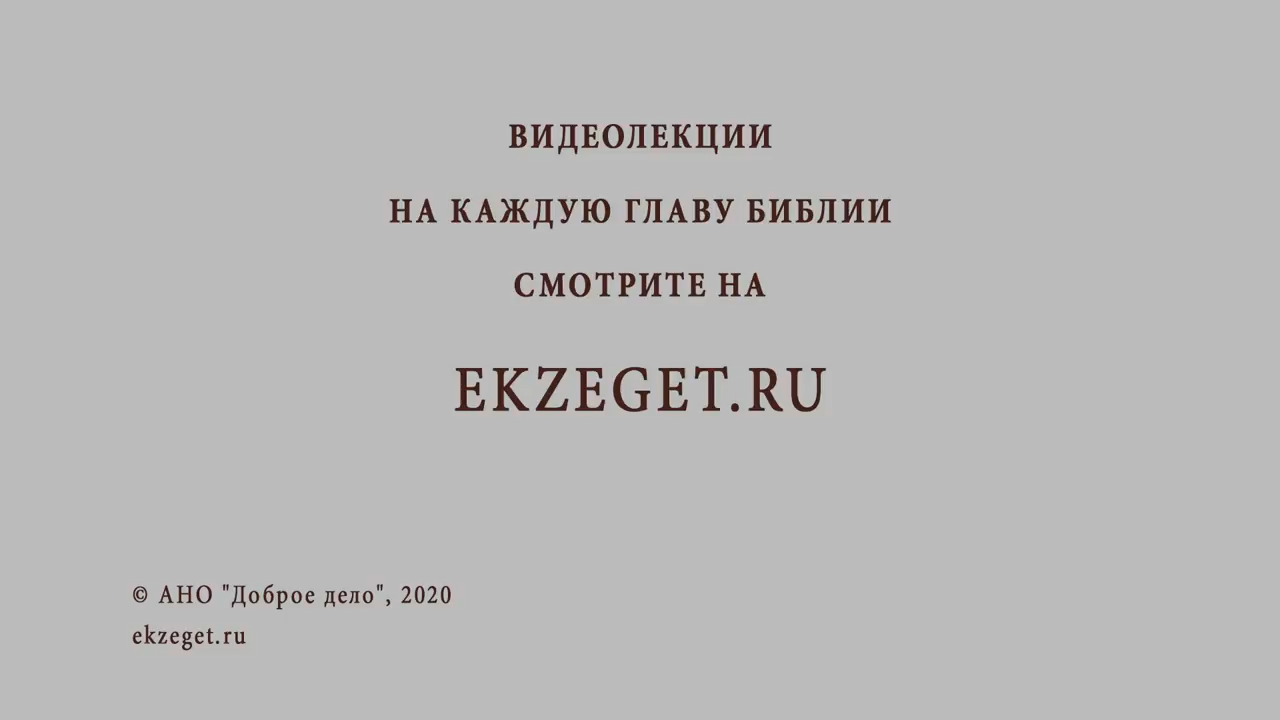 ВИДЕОЛЕКЦИИ
НА КАЖДУЮ ГЛАВУ БИБЛИИ
СМОТРИТЕ НА
EKZEGET.RU
© АНО "Доброе дело", 2020
ekzeget.ru